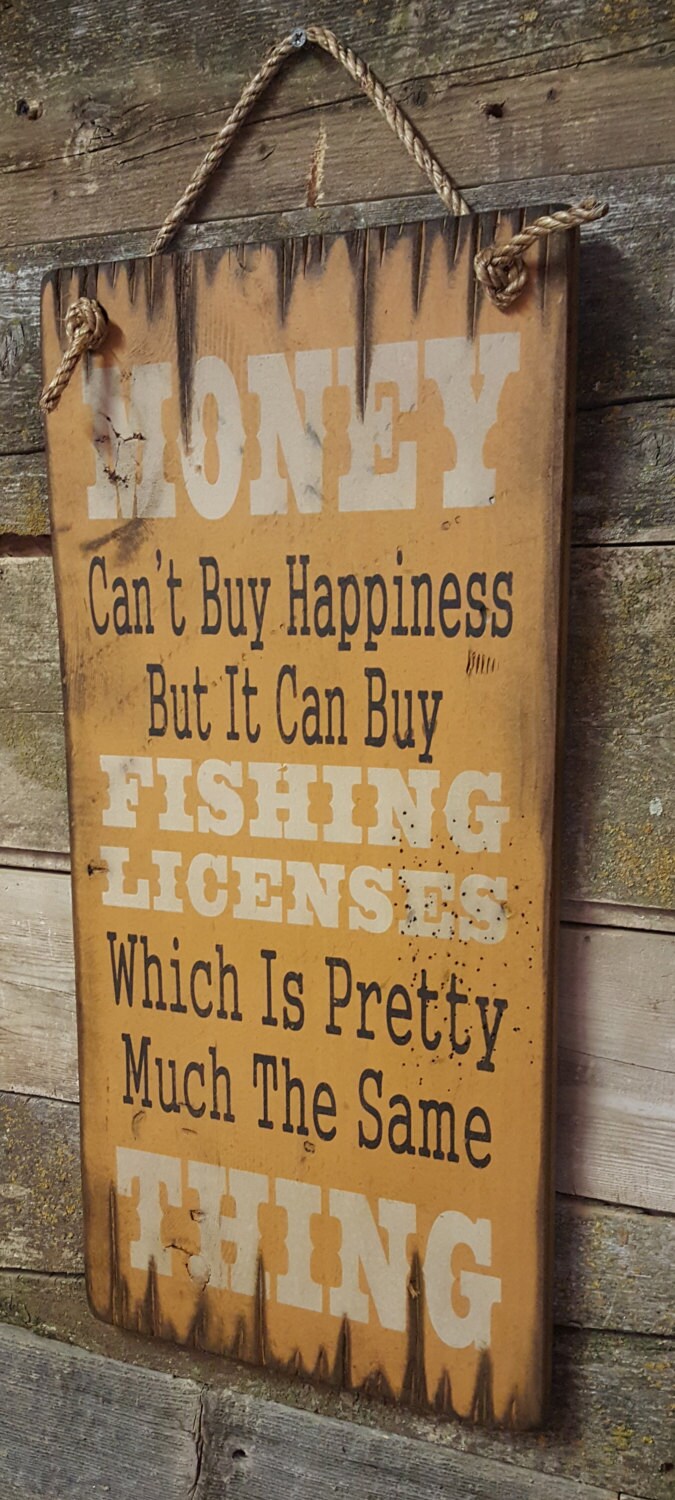 MONEY
Can't Buy Happiness
But It Can Buy
FISHING
LICENSES
Which Is Pretty
Much The Same
THING